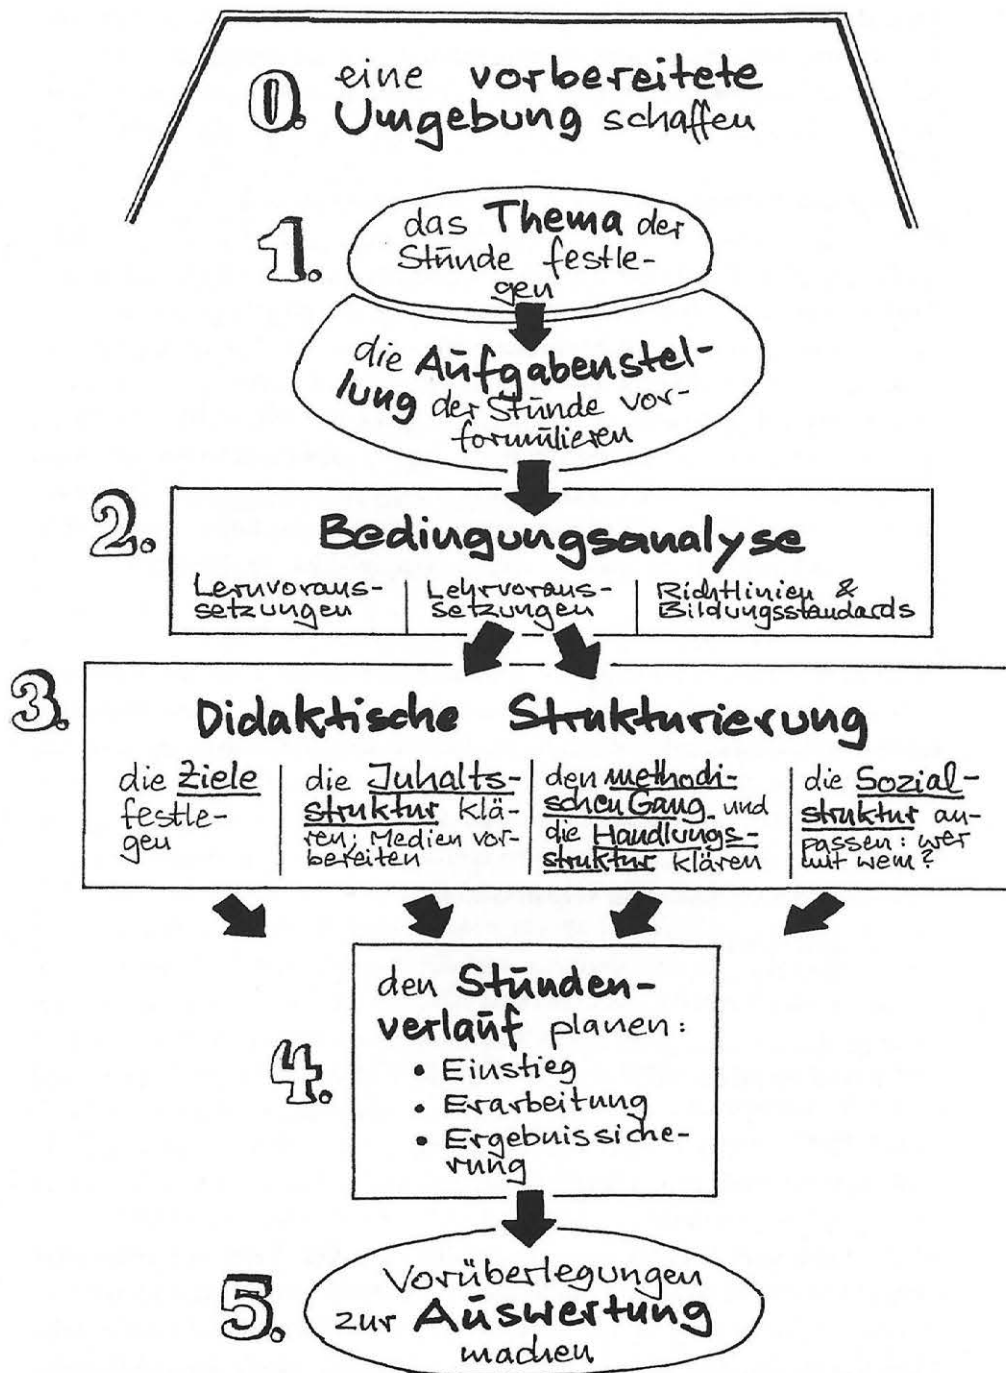 0. eine vorbereitete
Umgebung schaffen
1. das Thema der
Stunde festle-
gen
die Aufgabenstel-
lung der Stunde vor-
formulieren
2. Bedingungsanalyse
Lernvoraus-
setzungen
Lehrvoraus-
setzungen
Richtlinien &
Bildungsstandards
3. Didaktische Strukturierung
die Ziele
festle-
gen
die Inhalts-
struktur klä-
ren; Medien vor-
bereiten
den methodi-
schen Gang und
die Handlungs-
struktur klären
die Sozial-
struktur an-
passen: wer
mit wem?
4. den Stunden-
verlauf planen:
• Einstieg
• Erarbeitung
• Ergebnissiche-
rung
5. Vorüberlegungen
zur Auswertung
machen